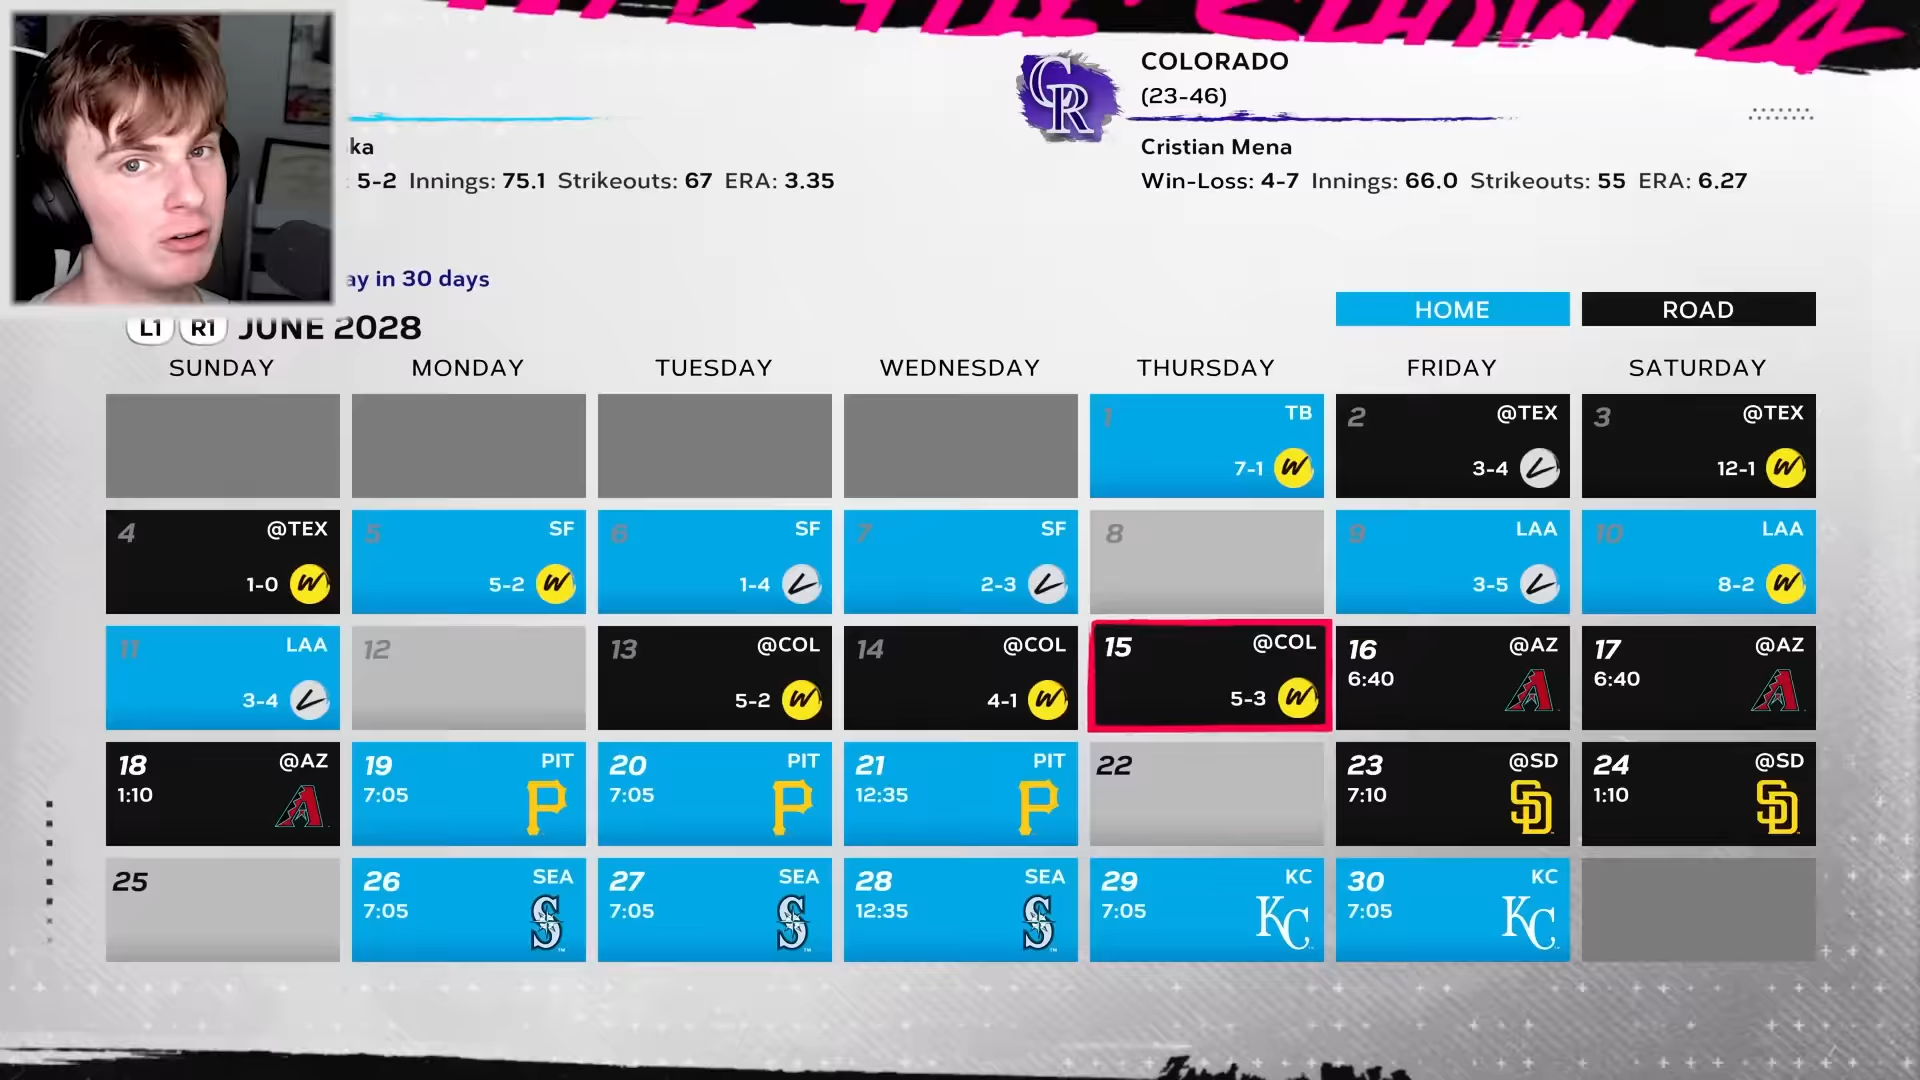 THE SHOW 24
COLORADO
(23-46)
ka
Cristian Mena
: 5-2 Innings: 75.1 Strikeouts: 67 ERA: 3.35
Win-Loss: 4-7 Innings: 66.0 Strikeouts: 55 ERA: 6.27
ay in 30 days
HOME ROAD
L1 R1 JUNE 2028
SUNDAY MONDAY TUESDAY WEDNESDAY THURSDAY FRIDAY SATURDAY
1 TB 2 @TEX 3 @TEX
7-1 W 3-4 L 12-1 W
4 @TEX 5 SF 6 SF 7 SF 8 9 LAA 10 LAA
1-0 W 5-2 W 1-4 L 2-3 L 3-5 L 8-2 W
11 LAA 12 13 @COL 14 @COL 15 @COL 16 @AZ 17 @AZ
6:40 6:40
3-4 L 5-2 W 4-1 W 5-3 W A A
18 @AZ 19 PIT 20 PIT 21 PIT 22 23 @SD 24 @SD
1:10 7:05 7:05 12:35 7:10 1:10
A P P P SD SD
25 26 SEA 27 SEA 28 SEA 29 KC 30 KC
7:05 7:05 12:35 7:05 7:05
S S S KC KC